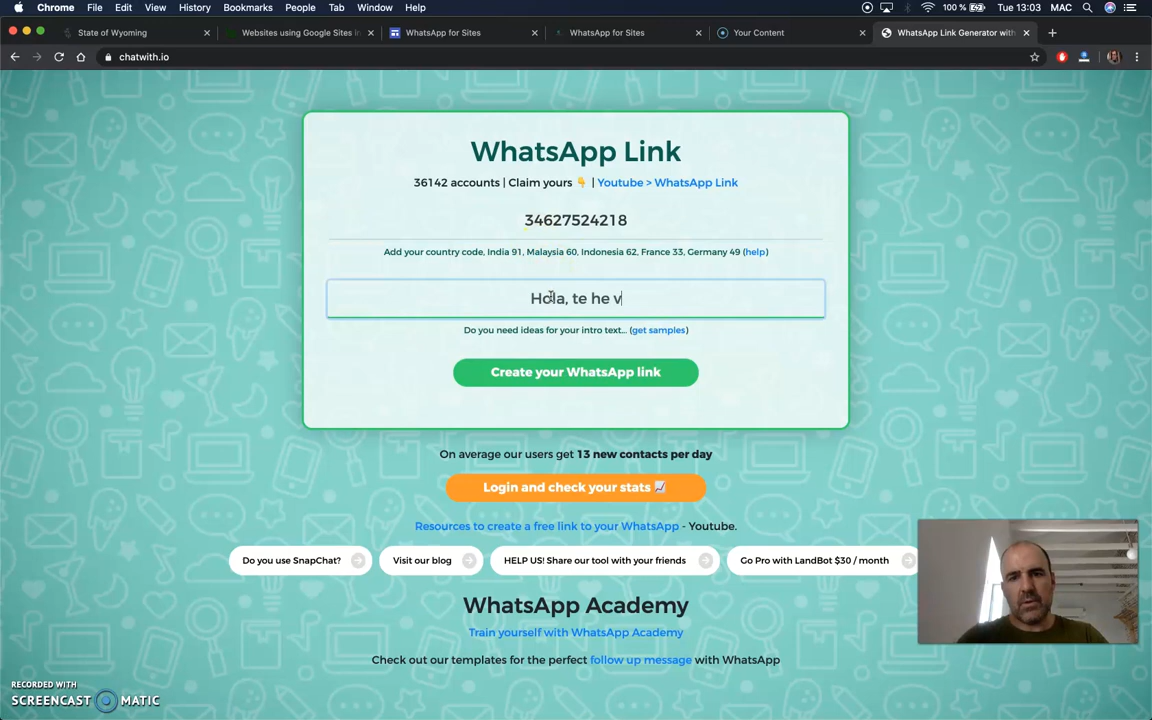 Chrome File Edit View History Bookmarks People Tab Window Help 100 % Tue 13:03 MAC
State of Wyoming
Websites using Google Sites in
WhatsApp for Sites
WhatsApp for Sites
Your Content
WhatsApp Link Generator with
chatwith.io
WhatsApp Link
36142 accounts | Claim yours 👇 | Youtube > WhatsApp Link
34627524218
Add your country code, India 91, Malaysia 60, Indonesia 62, France 33, Germany 49 (help)
Hola, te he v
Do you need ideas for your intro text... (get samples)
Create your WhatsApp link
On average our users get 13 new contacts per day
Login and check your stats 📈
Resources to create a free link to your WhatsApp - Youtube.
Do you use SnapChat?
Visit our blog
HELP US! Share our tool with your friends
Go Pro with LandBot $30 / month
WhatsApp Academy
Train yourself with WhatsApp Academy
Check out our templates for the perfect follow up message with WhatsApp
RECORDED WITH
SCREENCAST MATIC